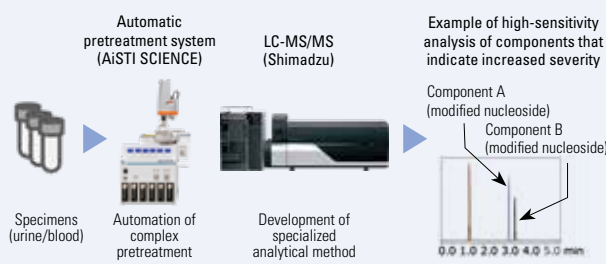 Automatic
pretreatment system
(AiSTI SCIENCE)
LC-MS/MS
(Shimadzu)
Example of high-sensitivity
analysis of components that
indicate increased severity
Component A
(modified nucleoside)
Component B
(modified nucleoside)
Specimens
(urine/blood)
Automation of
complex
pretreatment
Development of
specialized
analytical method
0.0 1.0 2.0 3.0 4.0 5.0 min